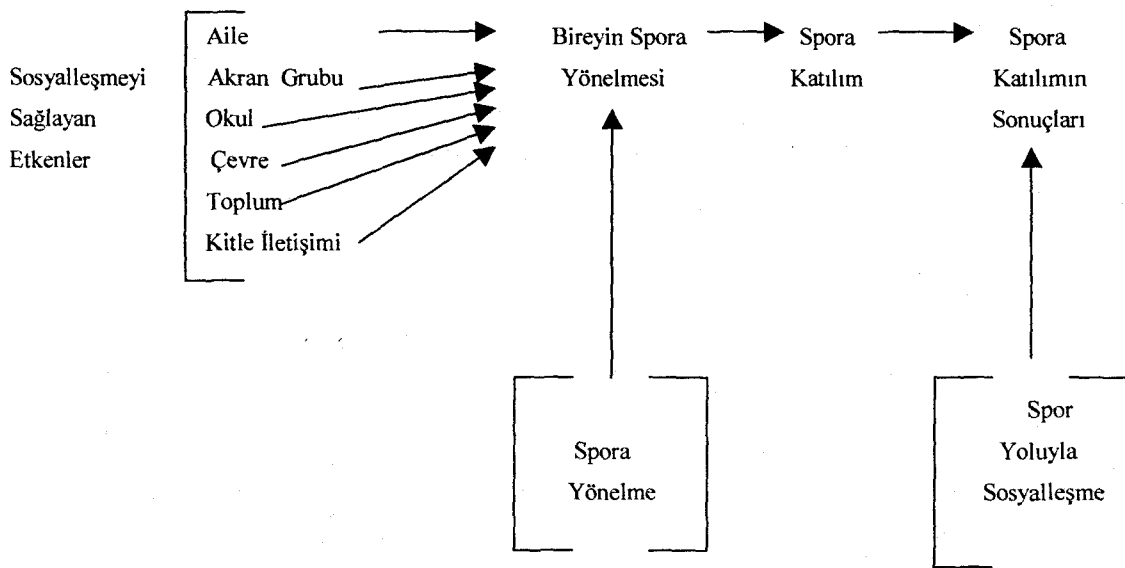 Sosyalleşmeyi
Sağlayan
Etkenler
Aile
Akran Grubu
Okul
Çevre
Toplum
Kitle İletişimi
Bireyin Spora
Yönelmesi
Spora
Katılım
Spora
Katılımın
Sonuçları
Spora
Yönelme
Spor
Yoluyla
Sosyalleşme